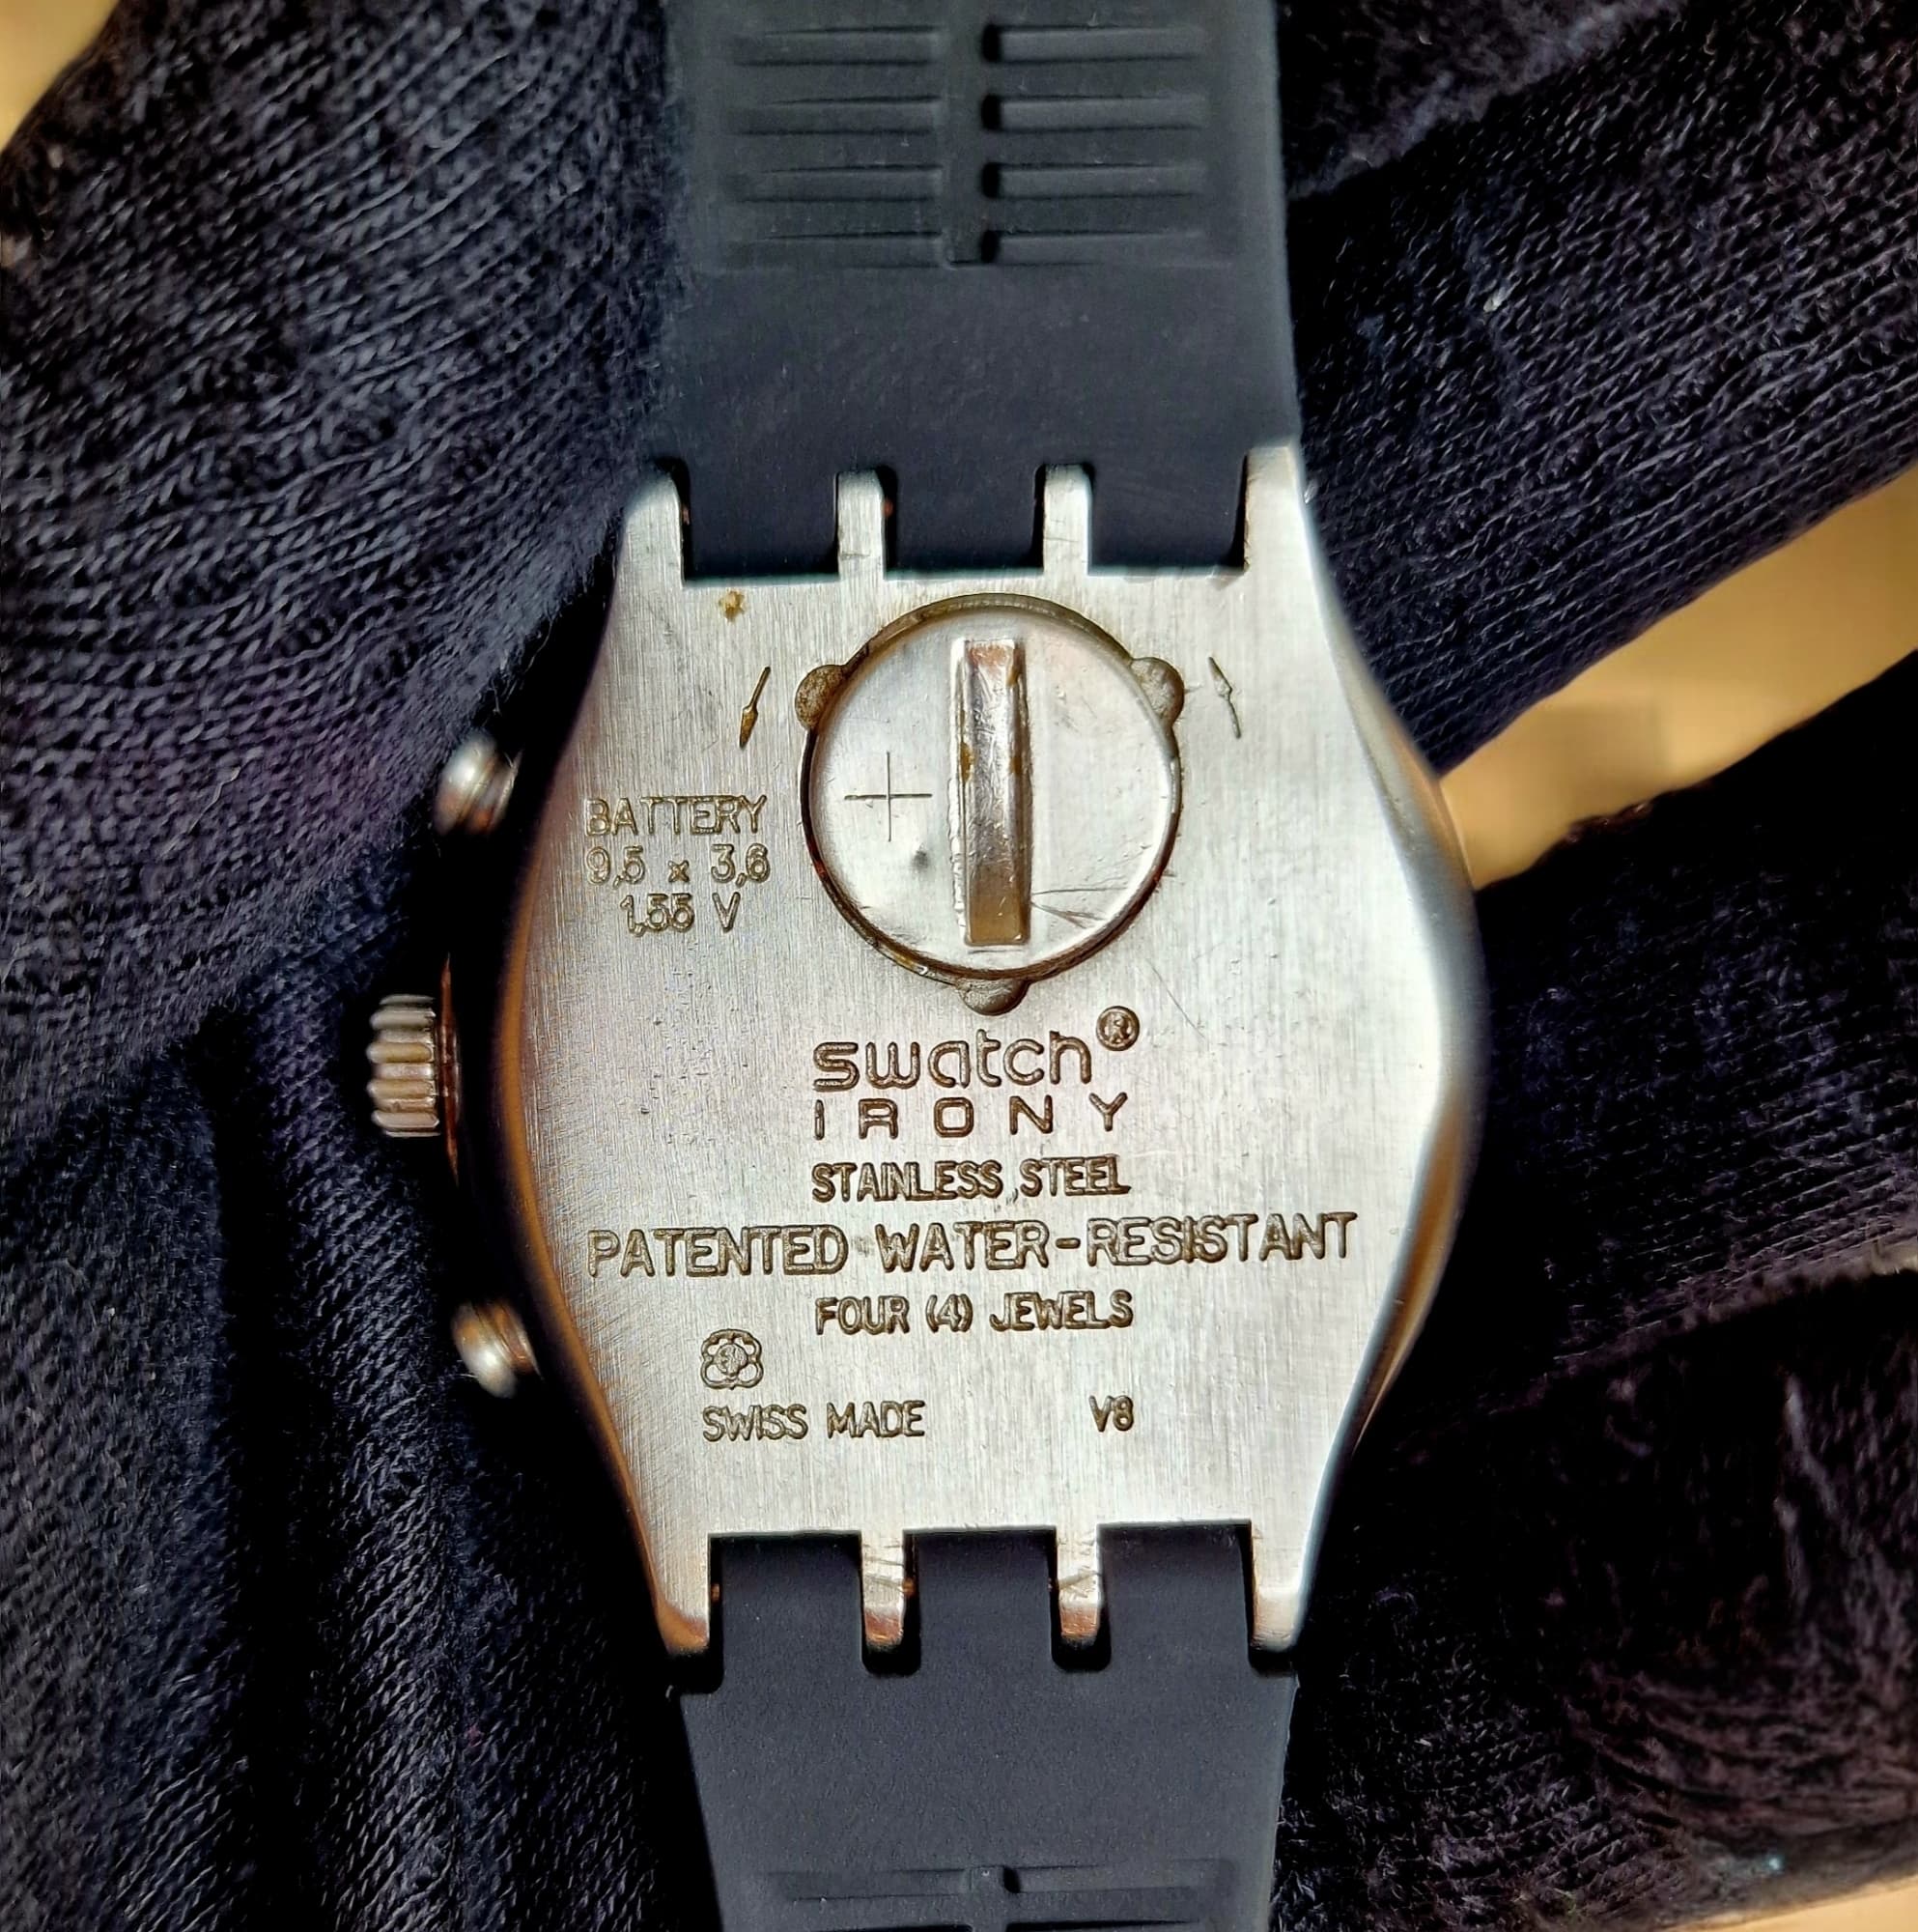 BATTERY
9,5 x 3,6
1,55 V
+
swatch®
IRONY
STAINLESS STEEL
PATENTED WATER-RESISTANT
FOUR (4) JEWELS
SWISS MADE V8